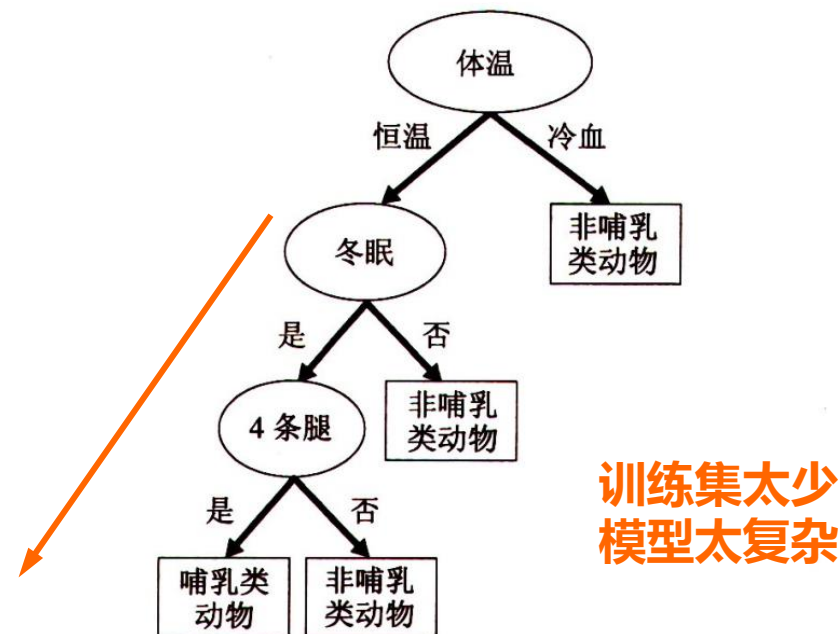 体温
恒温
冷血
冬眠
非哺乳
类动物
是
否
4 条腿
非哺乳
类动物
训练集太少
模型太复杂
是
否
哺乳类
动物
非哺乳
类动物